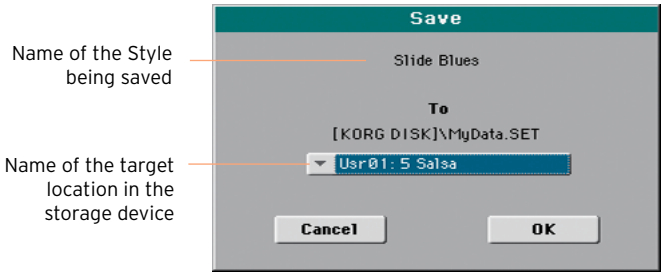 Save
Name of the Style
being saved
Slide Blues
To
[KORG DISK]\MyData.SET
Name of the target
location in the
storage device
Usr01: 5 Salsa
Cancel
OK